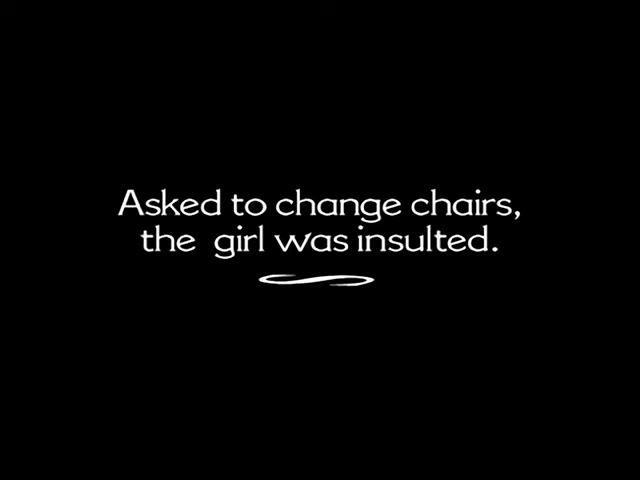 Asked to change chairs,
the girl was insulted.